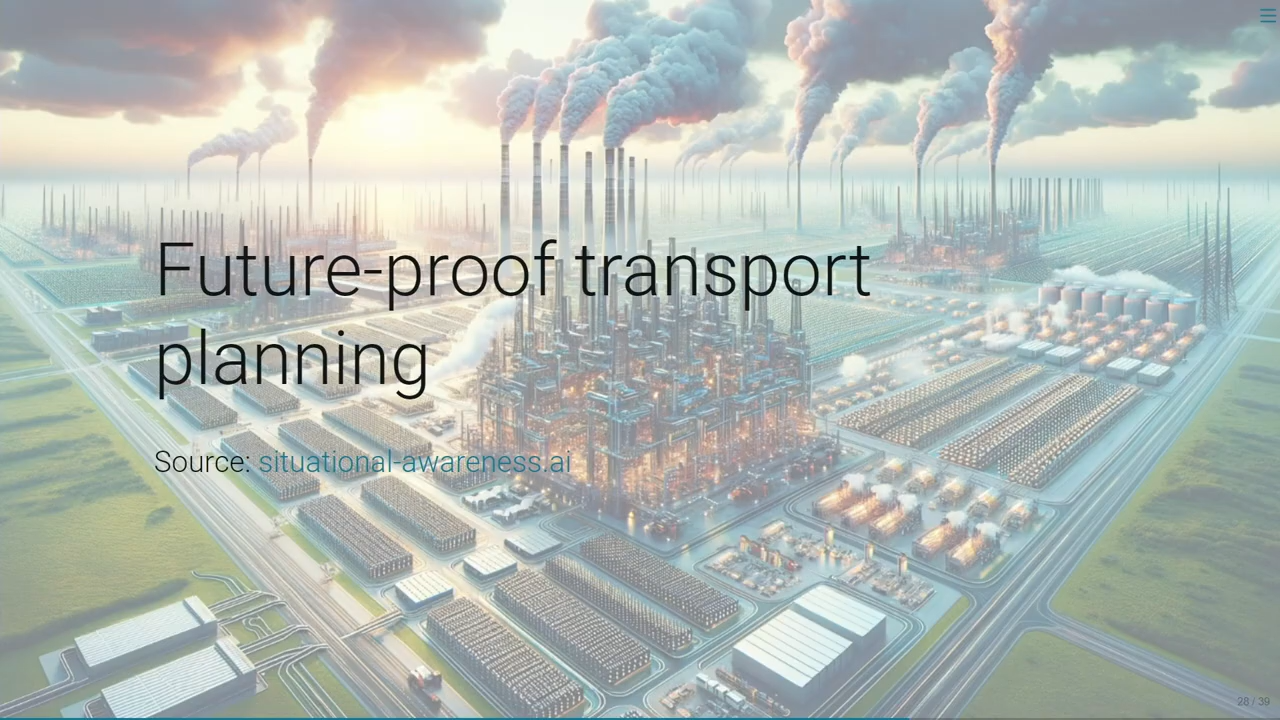 Future-proof transport
planning
Source: situational-awareness.ai
28 / 39